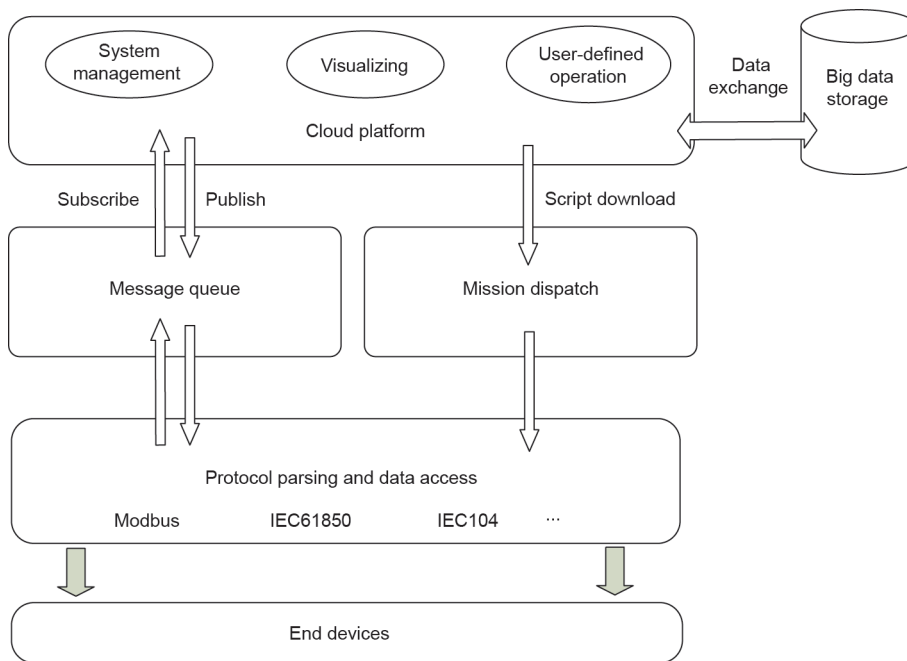 System
management
Visualizing
User-defined
operation
Cloud platform
Data
exchange
Big data
storage
Subscribe
Publish
Script download
Message queue
Mission dispatch
Protocol parsing and data access
Modbus
IEC61850
IEC104
...
End devices